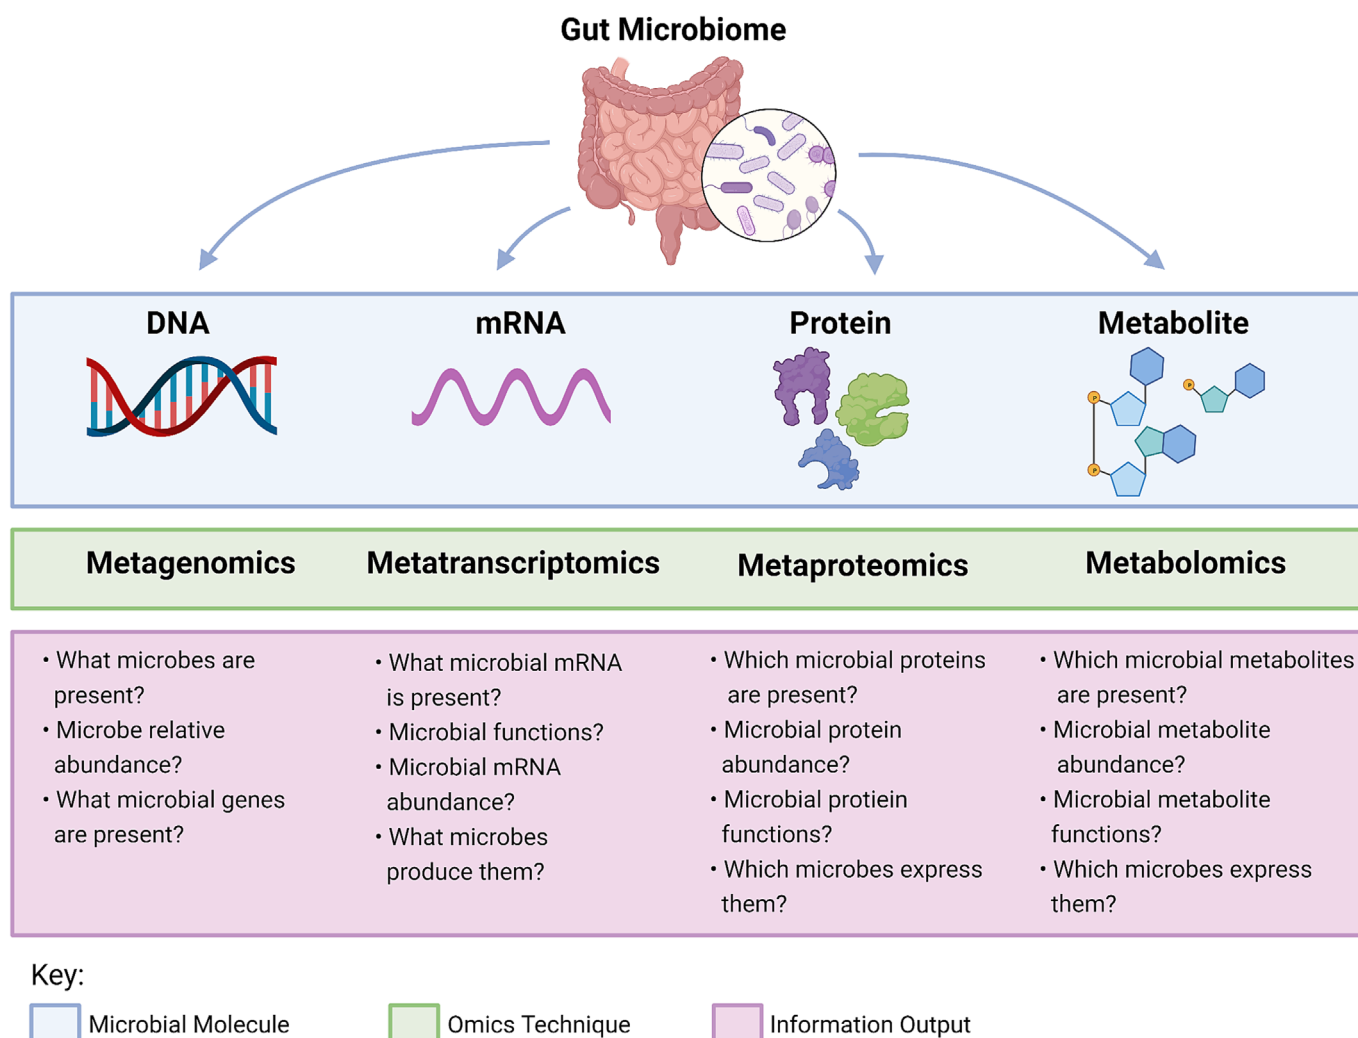 Gut Microbiome
DNA
mRNA
Protein
Metabolite
P
P
P
Metagenomics
Metatranscriptomics
Metaproteomics
Metabolomics
• What microbes are
present?
• Microbe relative
abundance?
• What microbial genes
are present?
• What microbial mRNA
is present?
• Microbial functions?
• Microbial mRNA
abundance?
• What microbes
produce them?
• Which microbial proteins
are present?
• Microbial protein
abundance?
• Microbial protiein
functions?
• Which microbes express
them?
• Which microbial metabolites
are present?
• Microbial metabolite
abundance?
• Microbial metabolite
functions?
• Which microbes express
them?
Key:
Microbial Molecule
Omics Technique
Information Output